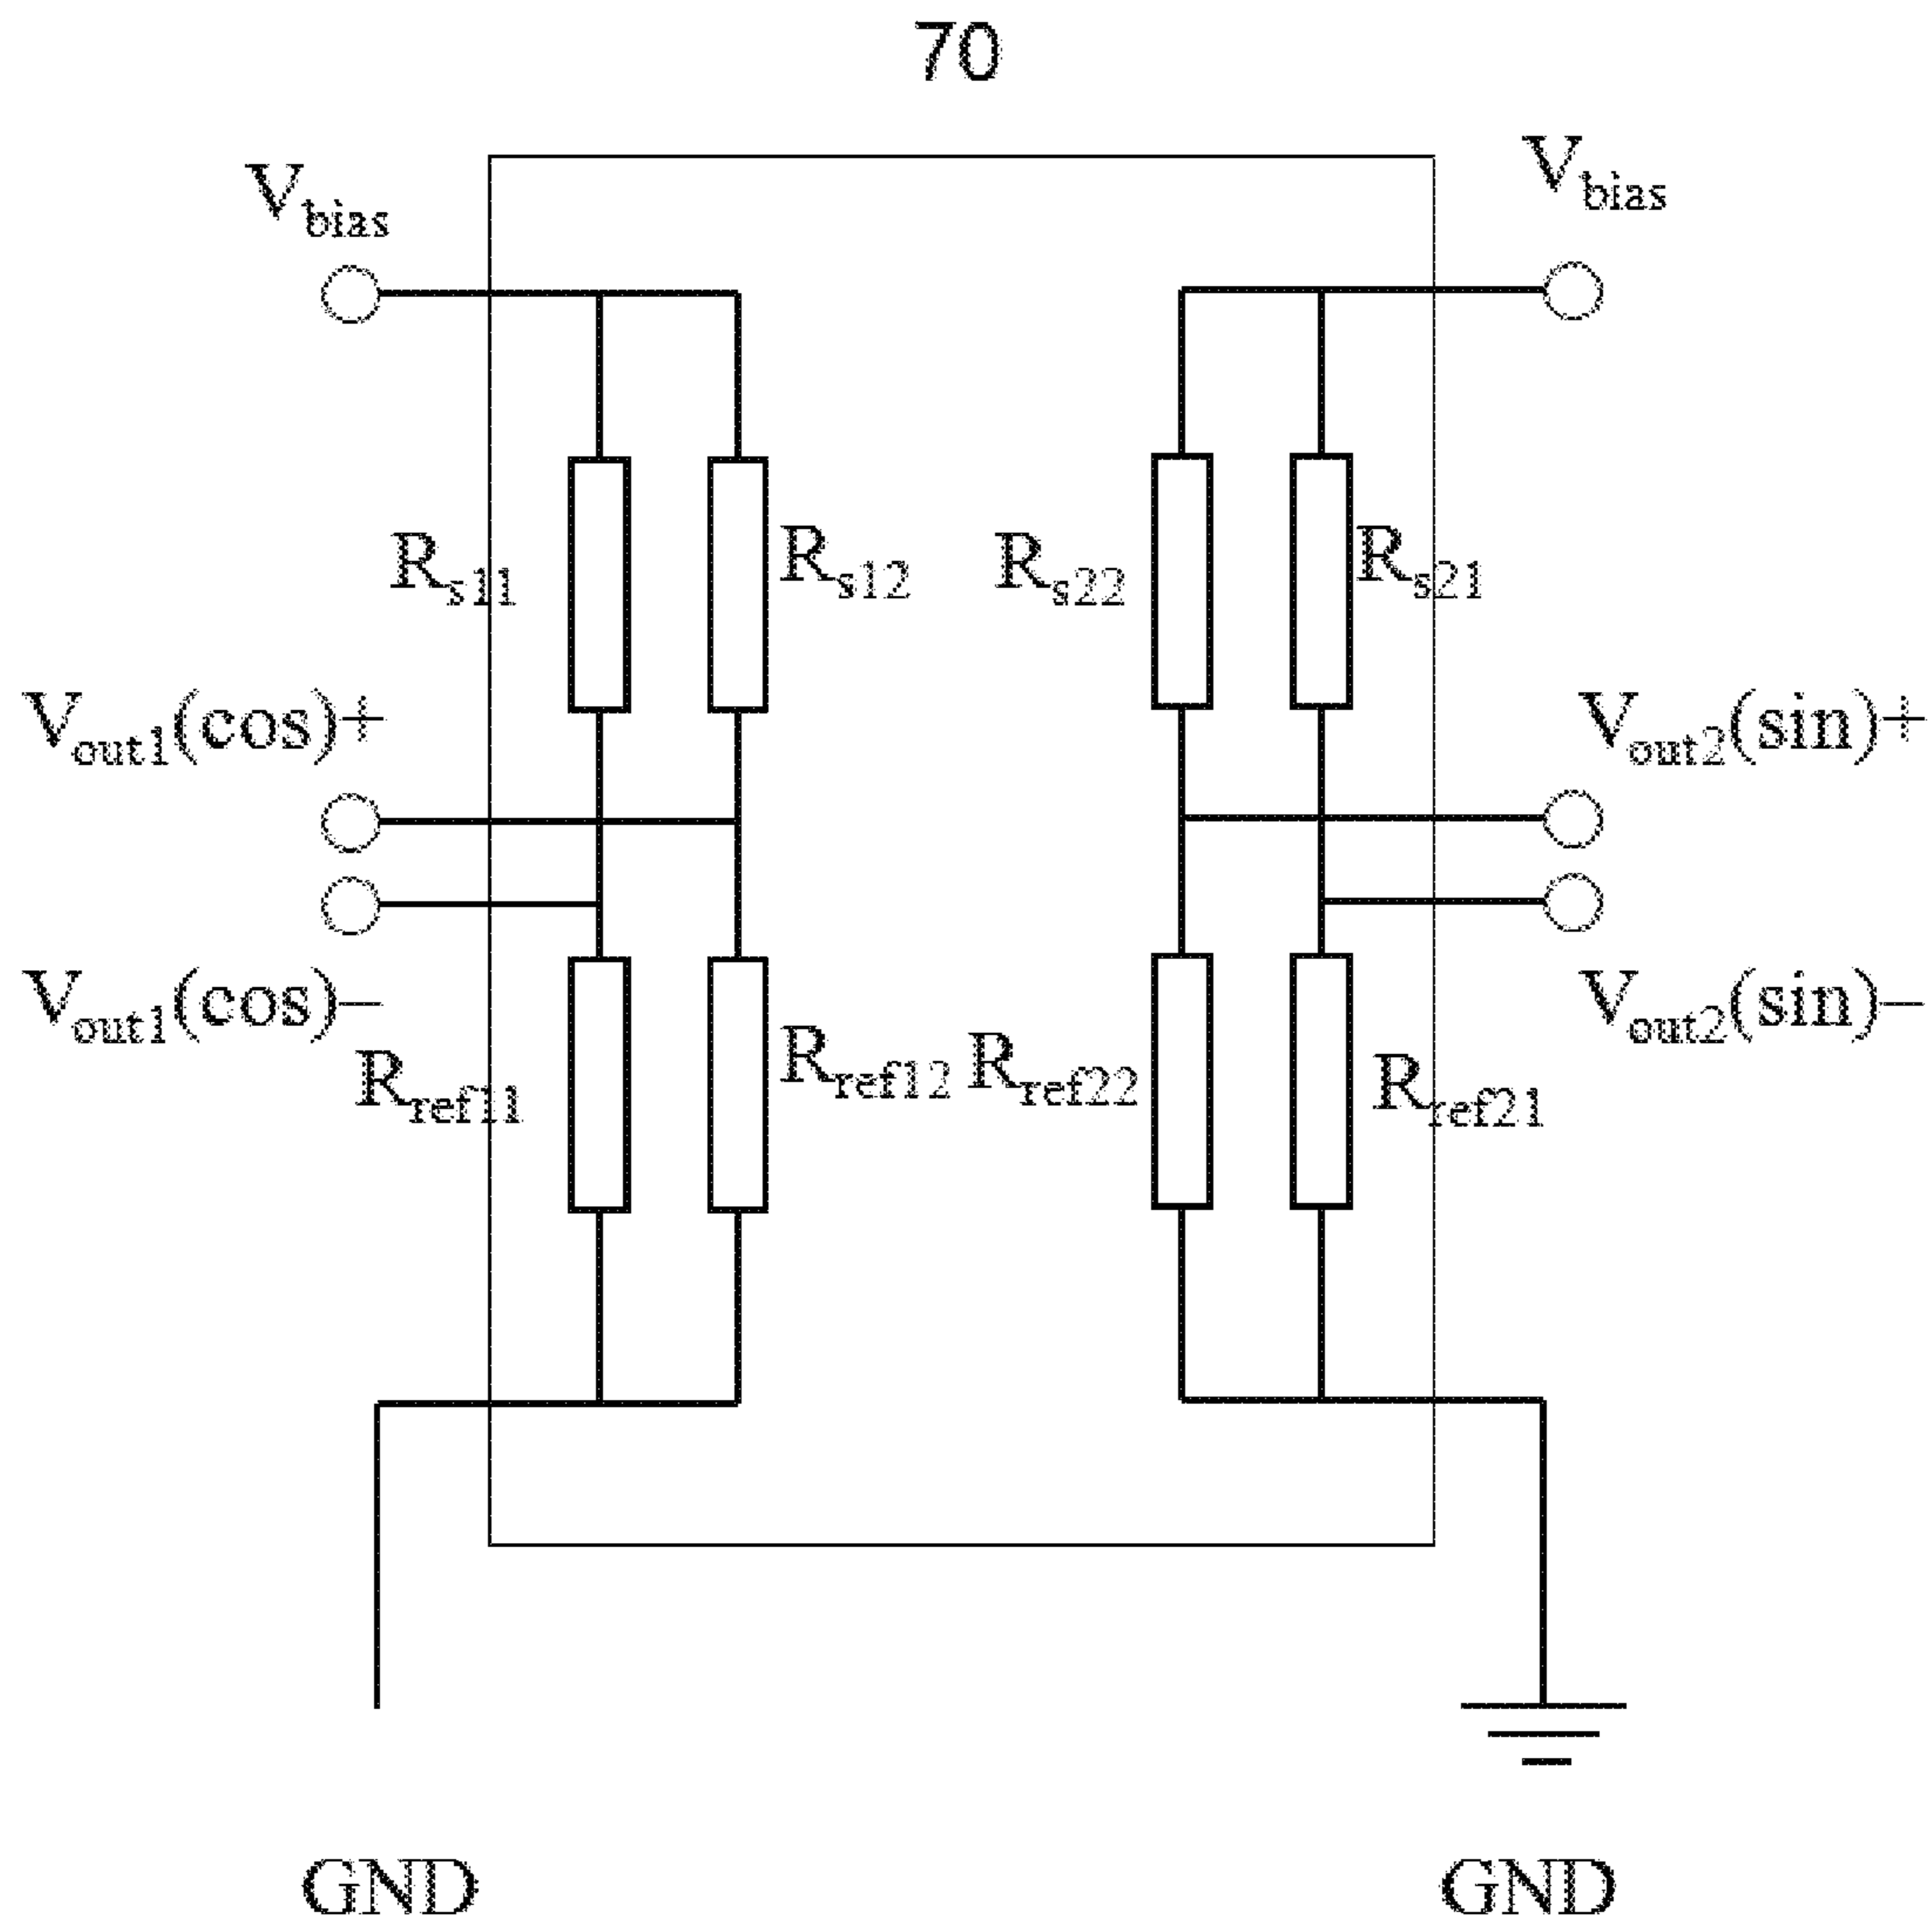 70
Vbias
Vbias
Rs11
Rs12
Rs22
Rs21
Vout1(cos)+
Vout2(sin)+
Vout1(cos)−
Vout2(sin)−
Rref11
Rref12
Rref22
Rref21
GND
GND